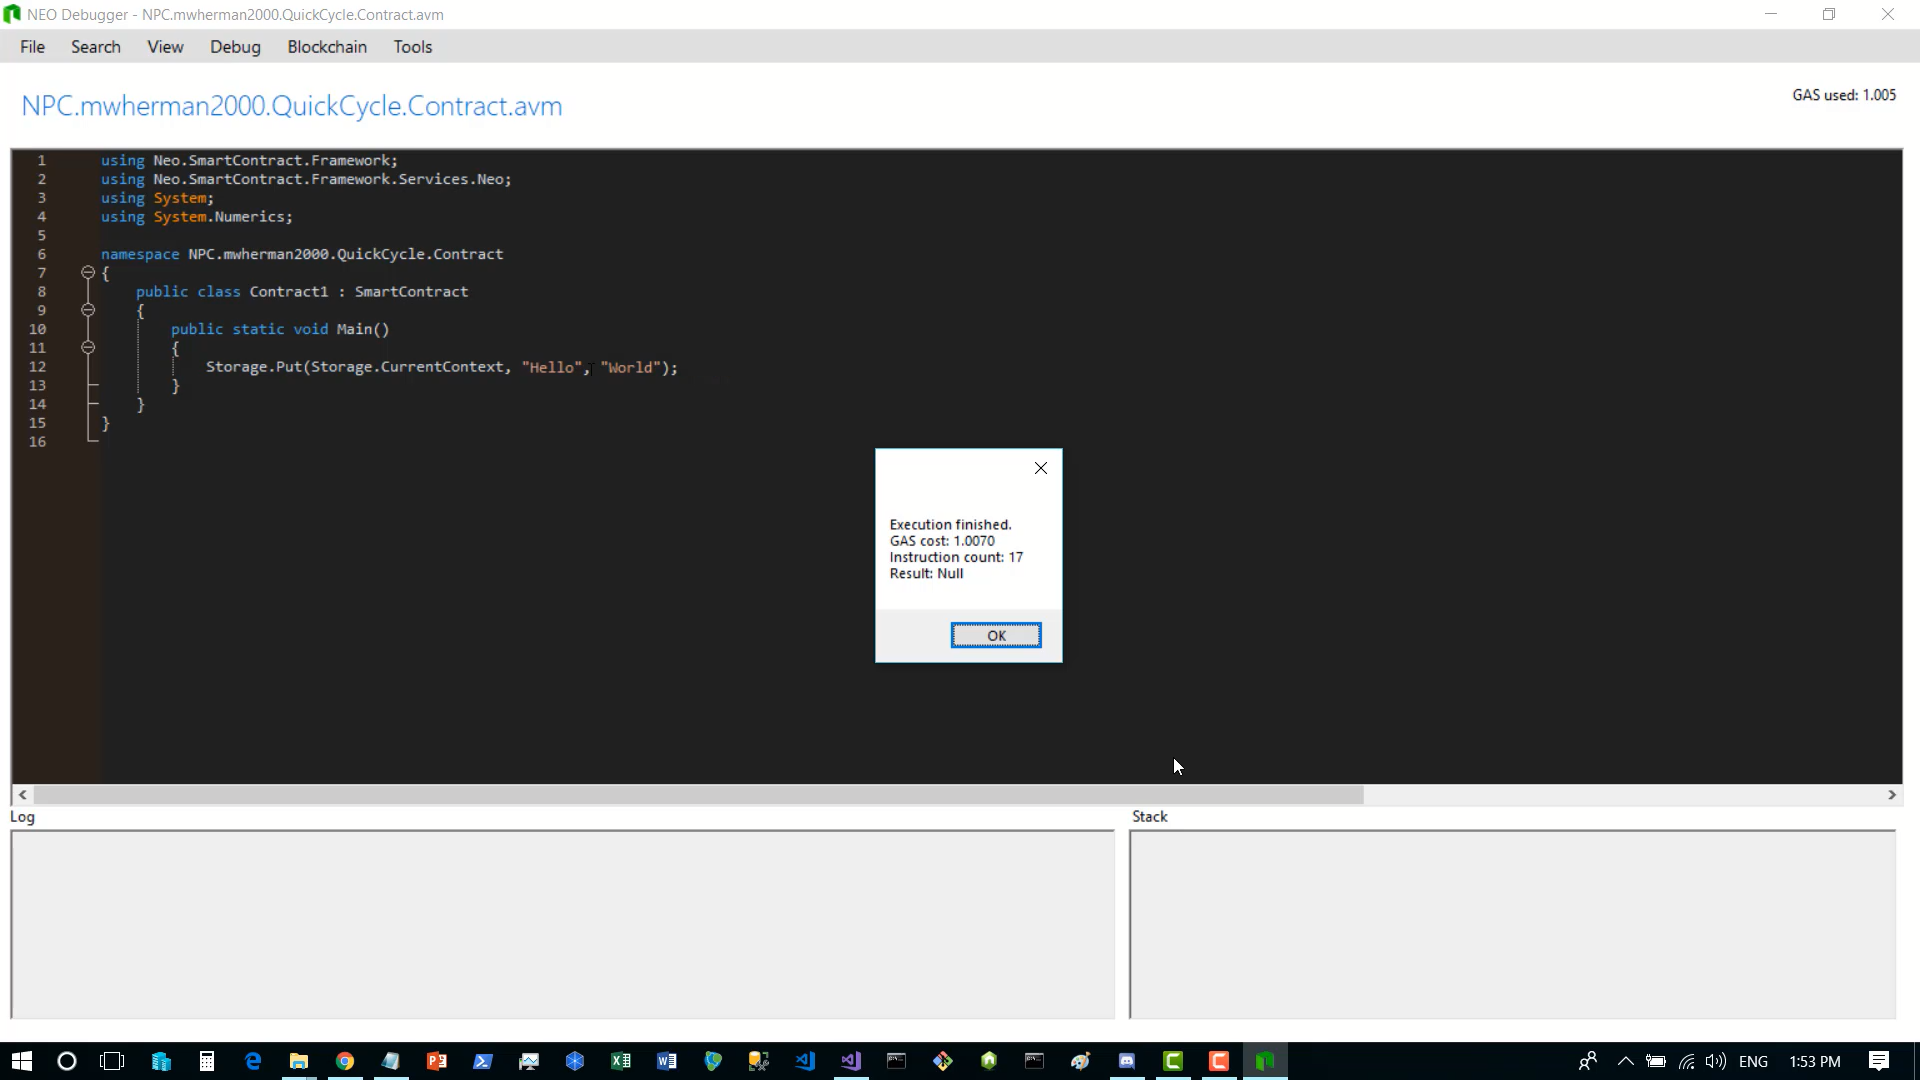 NEO Debugger - NPC.mwherman2000.QuickCycle.Contract.avm
File Search View Debug Blockchain Tools
NPC.mwherman2000.QuickCycle.Contract.avm
GAS used: 1.005
1 using Neo.SmartContract.Framework;
2 using Neo.SmartContract.Framework.Services.Neo;
3 using System;
4 using System.Numerics;
5
6 namespace NPC.mwherman2000.QuickCycle.Contract
7 {
8 public class Contract1 : SmartContract
9 {
10 public static void Main()
11 {
12 Storage.Put(Storage.CurrentContext, "Hello", "World");
13 }
14 }
15 }
16
Execution finished.
GAS cost: 1.0070
Instruction count: 17
Result: Null
OK
Log
Stack
ENG
1:53 PM